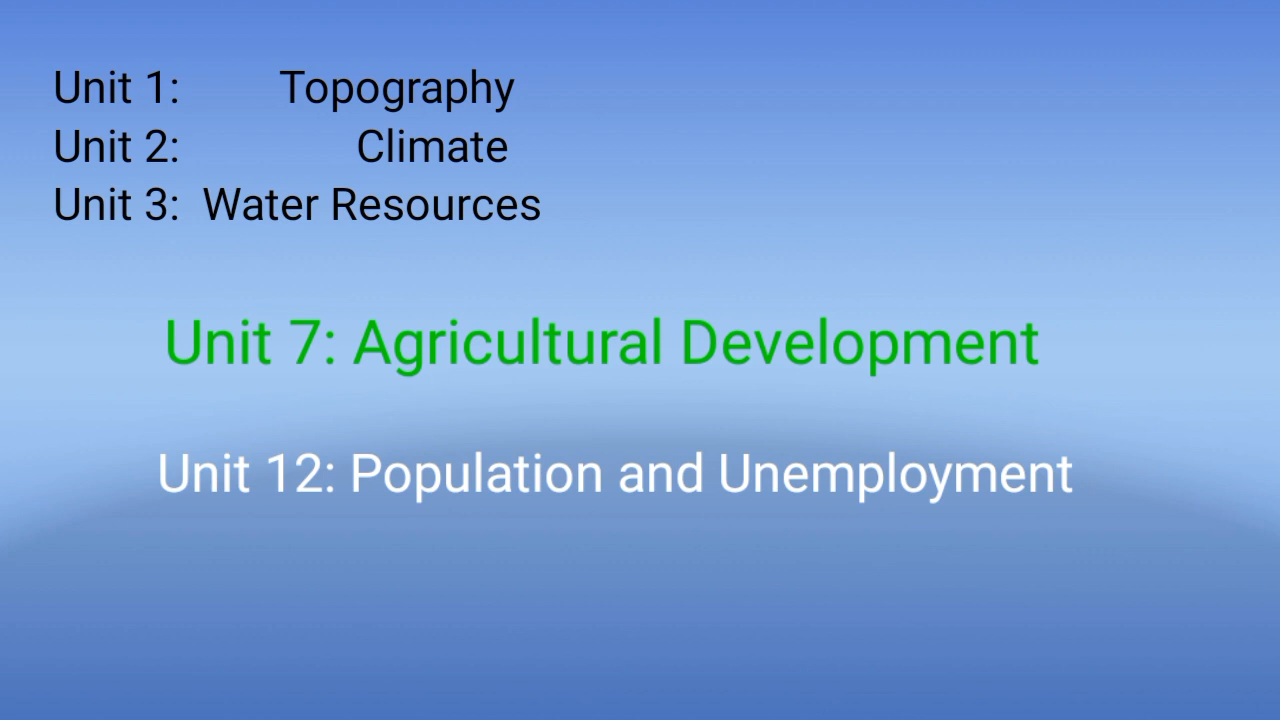 Unit 1: Topography
Unit 2: Climate
Unit 3: Water Resources
Unit 7: Agricultural Development
Unit 12: Population and Unemployment